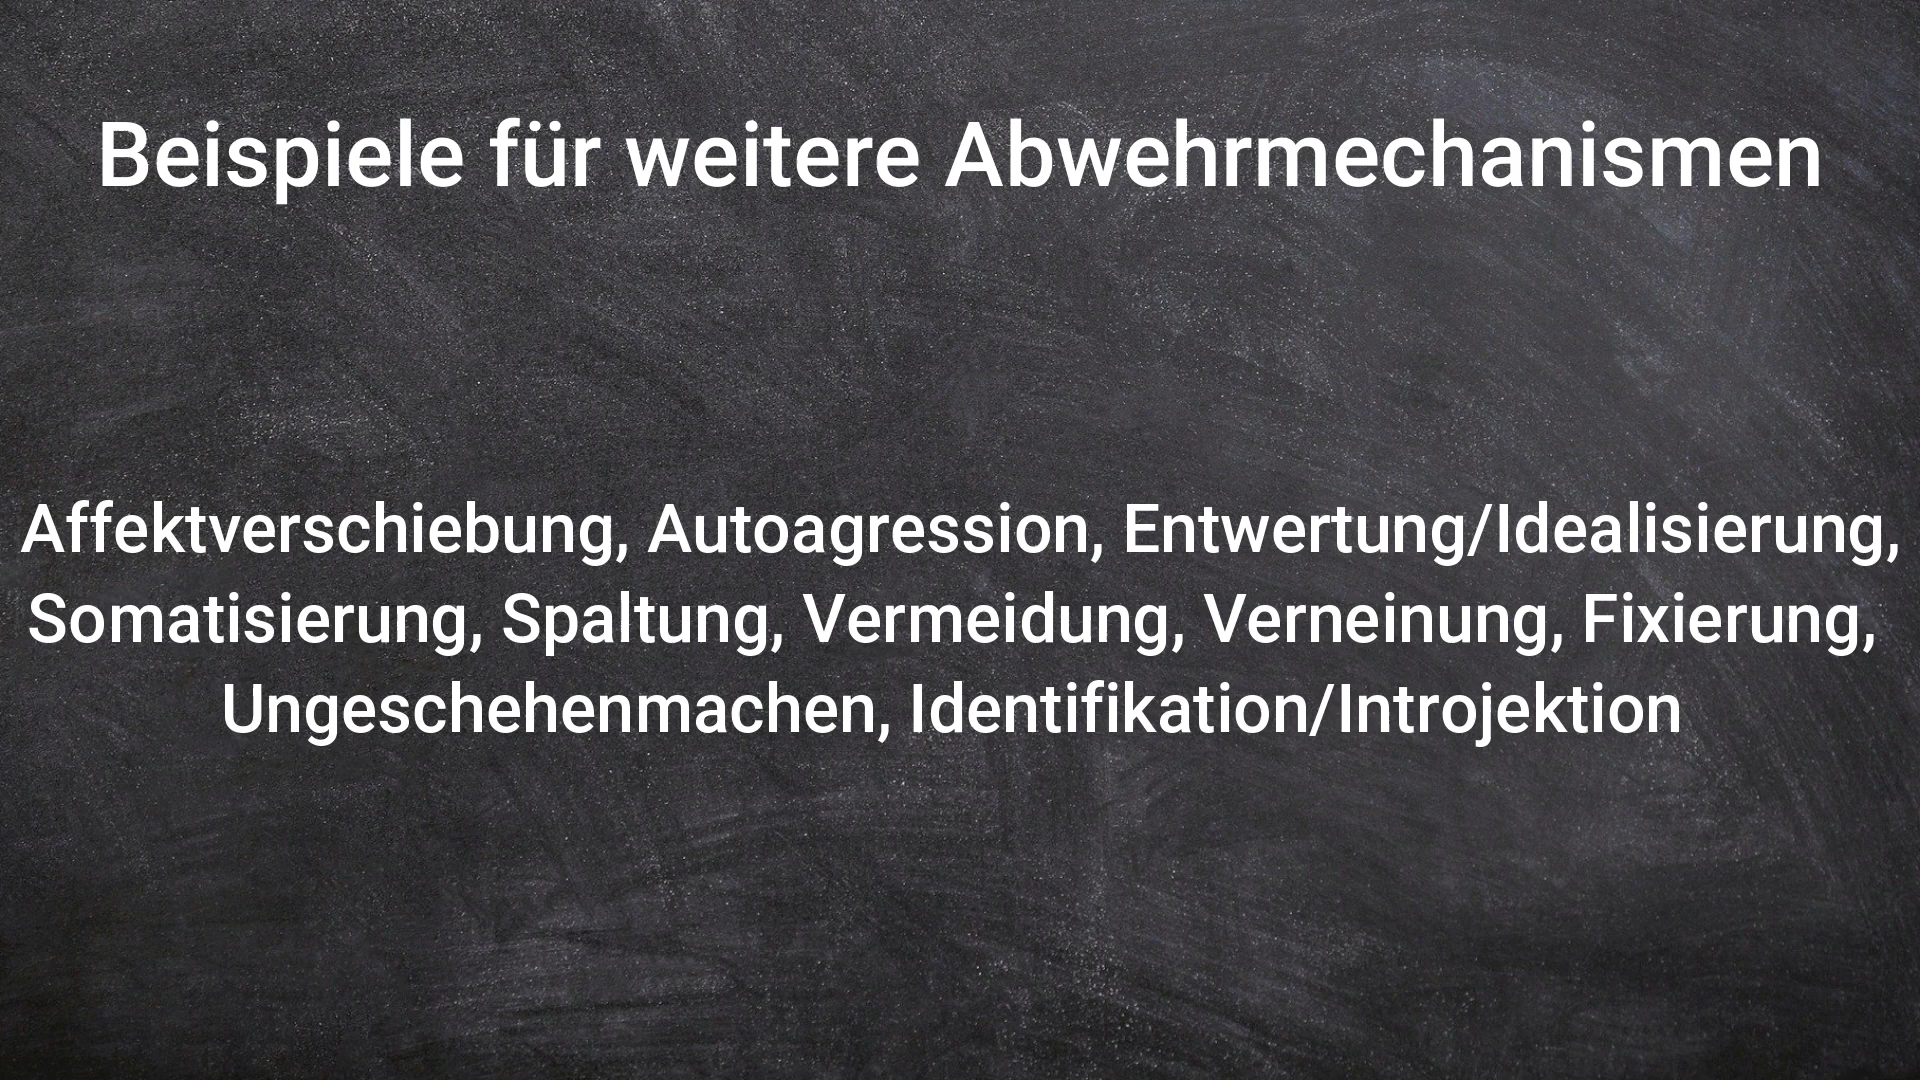 Beispiele für weitere Abwehrmechanismen
Affektverschiebung, Autoagression, Entwertung/Idealisierung,
Somatisierung, Spaltung, Vermeidung, Verneinung, Fixierung,
Ungeschehenmachen, Identifikation/Introjektion